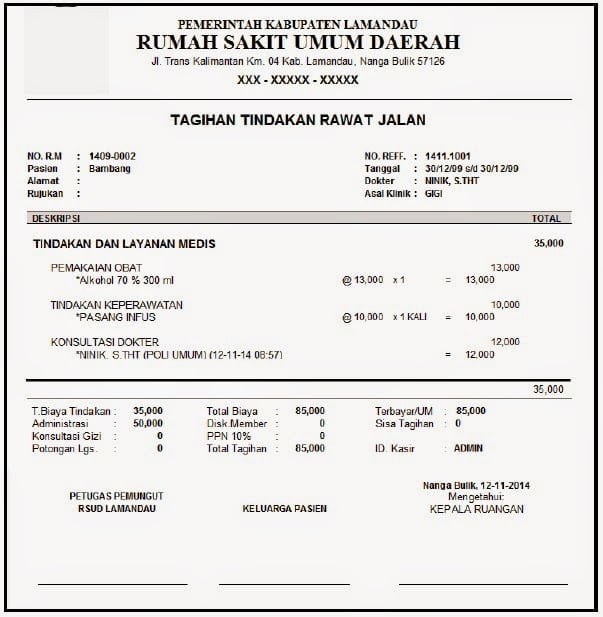 PEMERINTAH KABUPATEN LAMANDAU
RUMAH SAKIT UMUM DAERAH
Jl. Trans Kalimantan Km. 04 Kab. Lamandau, Nanga Bulik 57126
XXX - XXXXX - XXXXX
TAGIHAN TINDAKAN RAWAT JALAN
NO. R.M : 1409-0002 NO. REFF. : 1411.1001
Pasien : Bambang Tanggal : 30/12/99 s/d 30/12/99
Alamat : Dokter : NINIK, S.THT
Rujukan : Asal Klinik : GIGI
DESKRIPSI TOTAL
TINDAKAN DAN LAYANAN MEDIS 35,000
PEMAKAIAN OBAT 13,000
*Alkohol 70 % 300 ml @ 13,000 x 1 = 13,000
TINDAKAN KEPERAWATAN 10,000
*PASANG INFUS @ 10,000 x 1 KALI = 10,000
KONSULTASI DOKTER 12,000
*NINIK, S.THT (POLI UMUM) (12-11-14 08:57) = 12,000
35,000
T.Biaya Tindakan : 35,000 Total Biaya : 85,000 Terbayar/UM : 85,000
Administrasi : 50,000 Disk.Member : 0 Sisa Tagihan : 0
Konsultasi Gizi : 0 PPN 10% : 0
Potongan Lgs. : 0 Total Tagihan : 85,000 ID. Kasir : ADMIN
Nanga Bulik, 12-11-2014
PETUGAS PEMUNGUT Mengetahui:
RSUD LAMANDAU KELUARGA PASIEN KEPALA RUANGAN